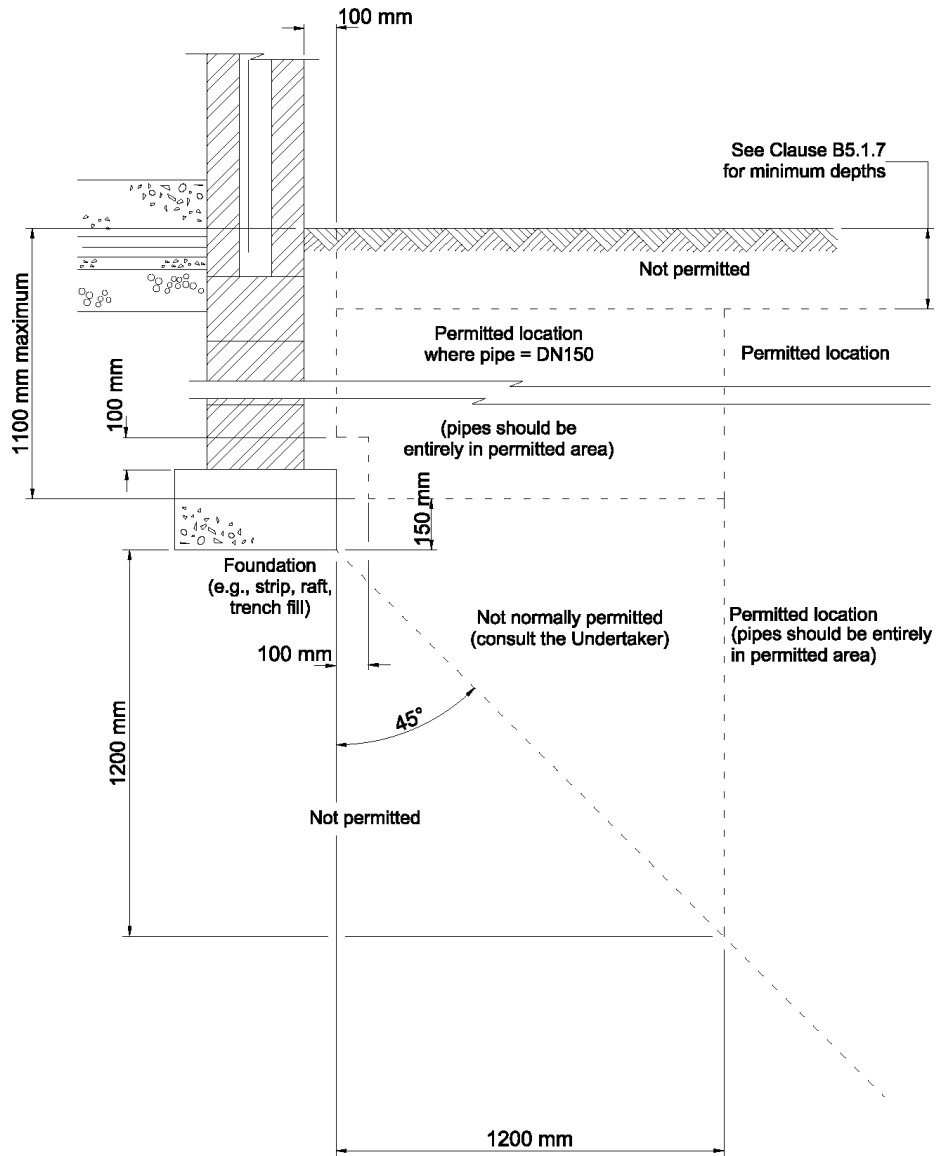 100 mm
See Clause B5.1.7
for minimum depths
Not permitted
Permitted location
where pipe = DN150
Permitted location
1100 mm maximum
100 mm
(pipes should be
entirely in permitted area)
150 mm
Foundation
(e.g., strip, raft,
trench fill)
Not normally permitted
(consult the Undertaker)
Permitted location
(pipes should be entirely
in permitted area)
100 mm
45°
1200 mm
Not permitted
1200 mm